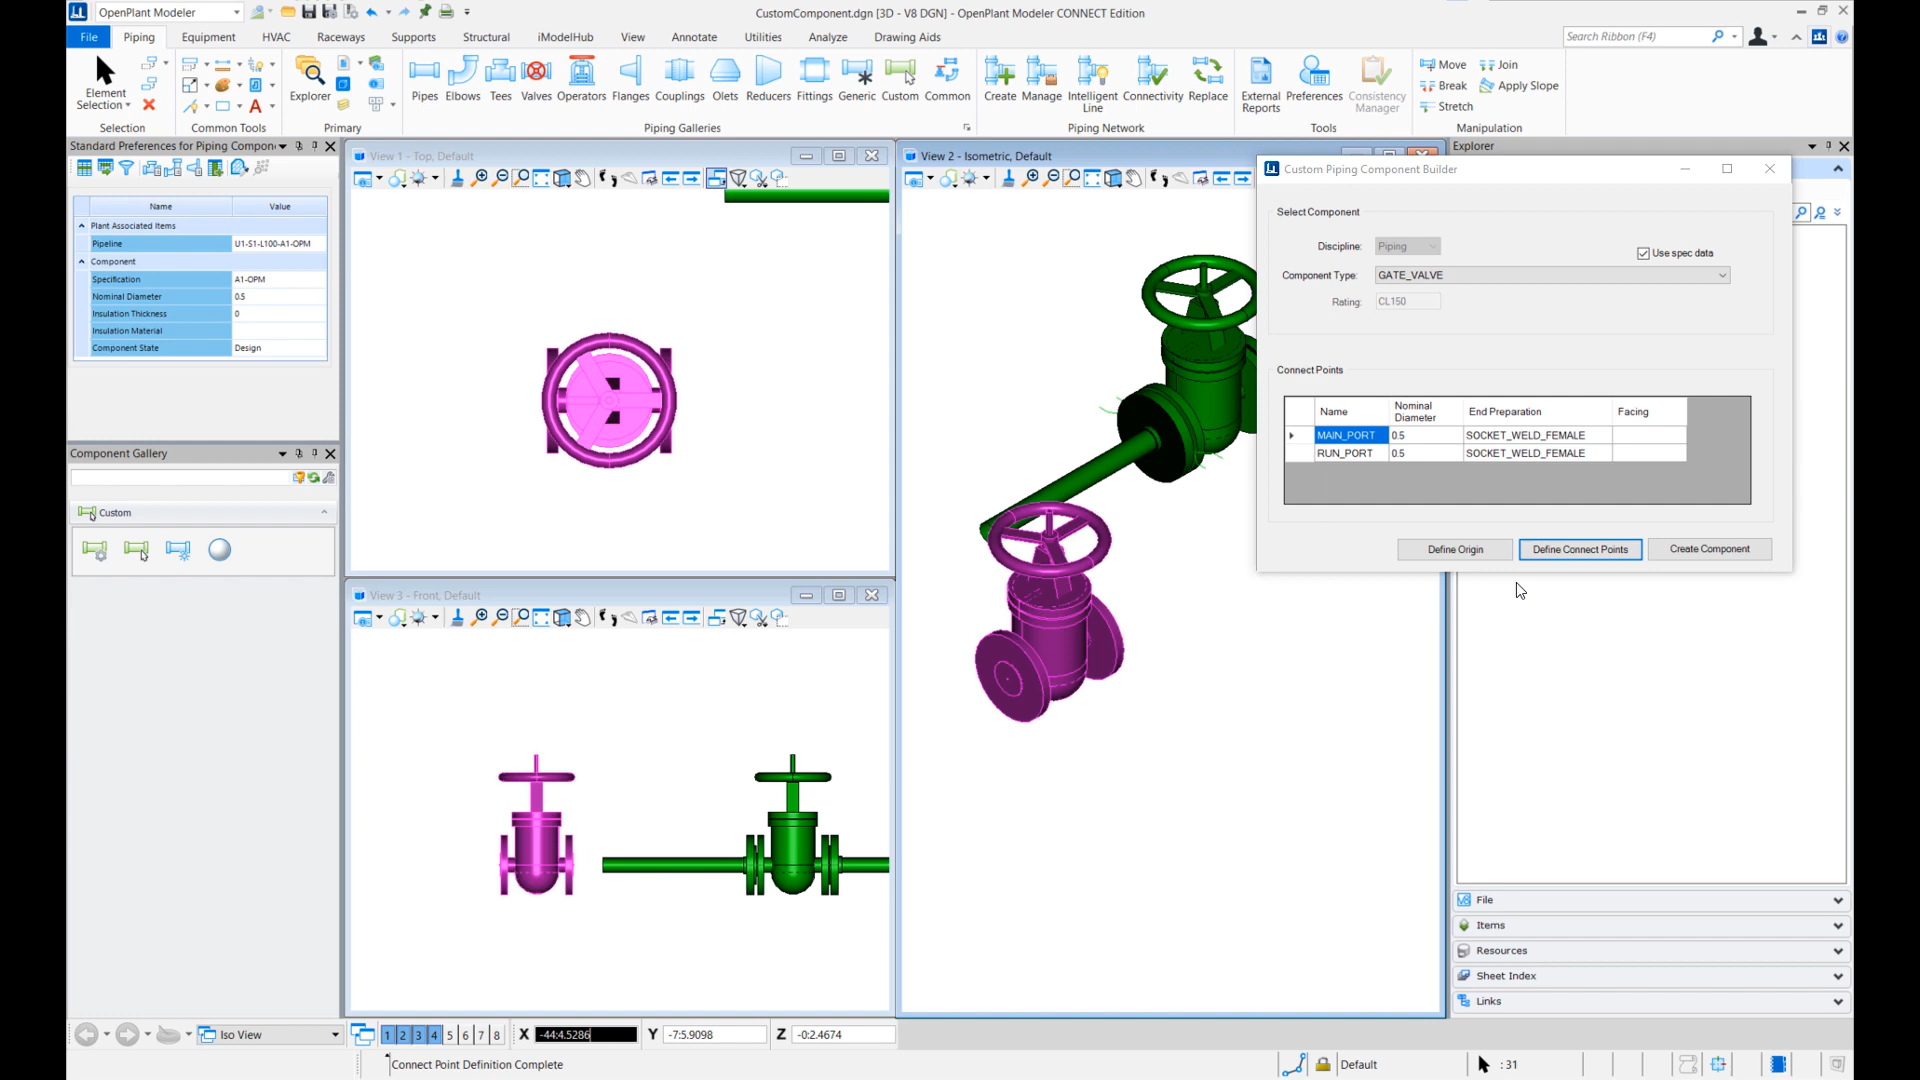 OpenPlant Modeler
CustomComponent.dgn [3D - V8 DGN] - OpenPlant Modeler CONNECT Edition
File Piping Equipment HVAC Raceways Supports Structural iModelHub View Annotate Utilities Analyze Drawing Aids
Search Ribbon (F4)
Element Selection
Explorer
Pipes Elbows Tees Valves Operators Flanges Couplings Olets Reducers Fittings Generic Custom Common
Create Manage Intelligent Line Connectivity Replace
External Reports Preferences Consistency Manager
Move Join
Break Apply Slope
Stretch
Selection Common Tools Primary Piping Galleries Piping Network Tools Manipulation
Standard Preferences for Piping Compon
Name Value
Plant Associated Items
Pipeline U1-S1-L100-A1-OPM
Component
Specification A1-OPM
Nominal Diameter 0.5
Insulation Thickness 0
Insulation Material
Component State Design
Component Gallery
Custom
View 1 - Top, Default
View 2 - Isometric, Default
View 3 - Front, Default
Explorer
Custom Piping Component Builder
Select Component
Discipline: Piping
Use spec data
Component Type: GATE_VALVE
Rating: CL150
Connect Points
Name Nominal Diameter End Preparation Facing
MAIN_PORT 0.5 SOCKET_WELD_FEMALE
RUN_PORT 0.5 SOCKET_WELD_FEMALE
Define Origin Define Connect Points Create Component
File
Items
Resources
Sheet Index
Links
Iso View 1 2 3 4 5 6 7 8 X -44:4.5286 Y -7:5.9098 Z -0:2.4674
Connect Point Definition Complete
Default
: 31